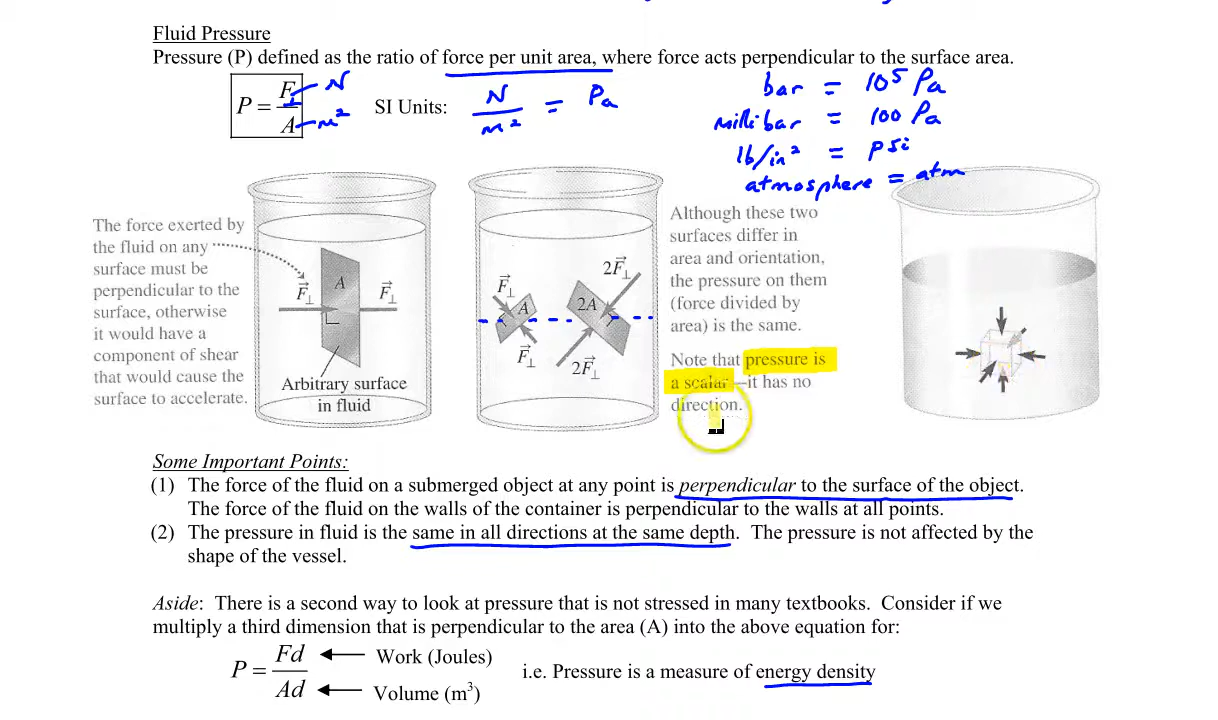 Fluid Pressure
Pressure (P) defined as the ratio of force per unit area, where force acts perpendicular to the surface area.
P = F⊥ / A
N
m²
SI Units:
N / m² = Pa
bar = 10⁵ Pa
millibar = 100 Pa
lb/in² = psi
atmosphere = atm
The force exerted by
the fluid on any
surface must be
perpendicular to the
surface, otherwise
it would have a
component of shear
that would cause the
surface to accelerate.
F⊥
A
F⊥
Arbitrary surface
in fluid
F⊥
A
F⊥
2F⊥
2A
2F⊥
Although these two
surfaces differ in
area and orientation,
the pressure on them
(force divided by
area) is the same.
Note that pressure is
a scalar—it has no
direction.
Some Important Points:
(1) The force of the fluid on a submerged object at any point is perpendicular to the surface of the object.
The force of the fluid on the walls of the container is perpendicular to the walls at all points.
(2) The pressure in fluid is the same in all directions at the same depth. The pressure is not affected by the
shape of the vessel.
Aside: There is a second way to look at pressure that is not stressed in many textbooks. Consider if we
multiply a third dimension that is perpendicular to the area (A) into the above equation for:
P = Fd / Ad
Work (Joules)
Volume (m³)
i.e. Pressure is a measure of energy density